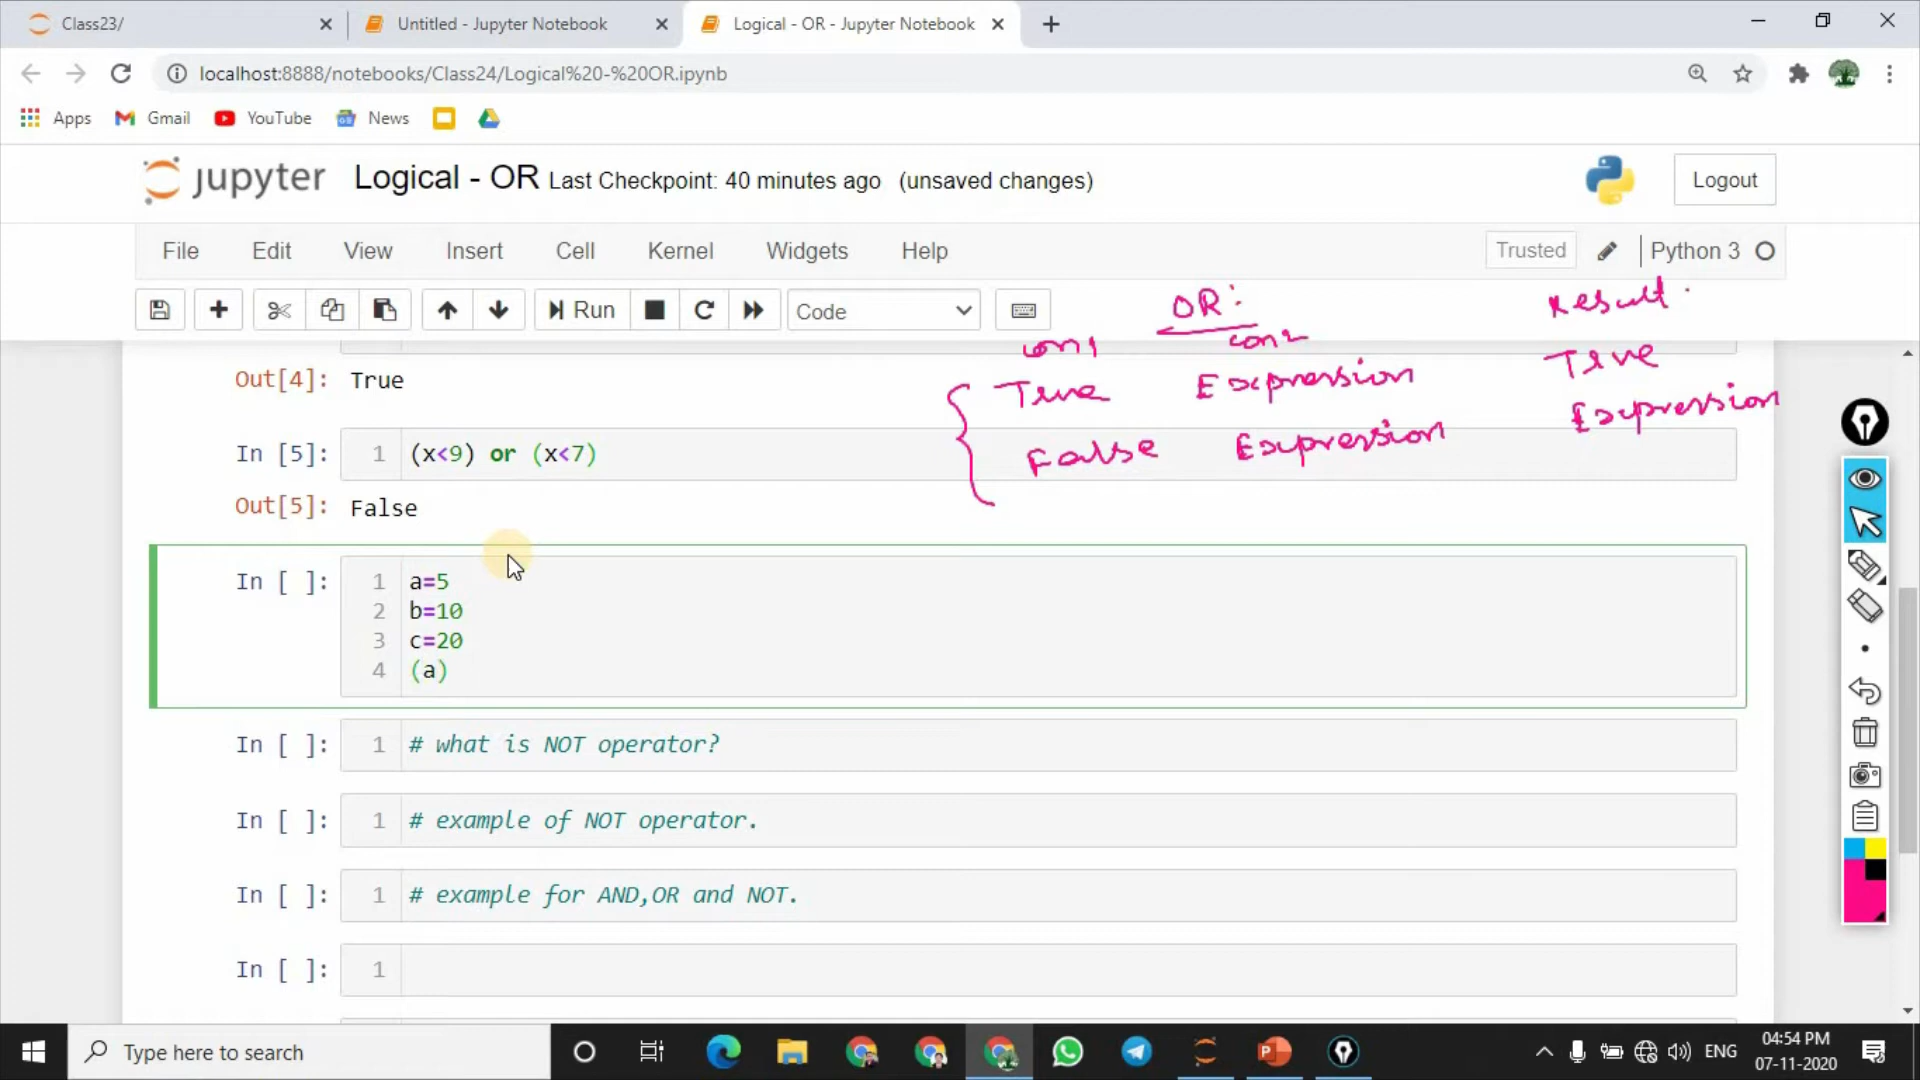 Class23/
Untitled - Jupyter Notebook
Logical - OR - Jupyter Notebook
localhost:8888/notebooks/Class24/Logical%20-%20OR.ipynb
Apps
Gmail
YouTube
News
jupyter
Logical - OR Last Checkpoint: 40 minutes ago (unsaved changes)
Logout
File Edit View Insert Cell Kernel Widgets Help
Trusted
Python 3
Run
Code
OR:
Result.
con1 con2
True Expression True
False Expression Expression
Out[4]: True
In [5]: 1 (x<9) or (x<7)
Out[5]: False
In [ ]: 1 a=5
2 b=10
3 c=20
4 (a)
In [ ]: 1 # what is NOT operator?
In [ ]: 1 # example of NOT operator.
In [ ]: 1 # example for AND,OR and NOT.
In [ ]: 1
Type here to search
ENG
04:54 PM
07-11-2020